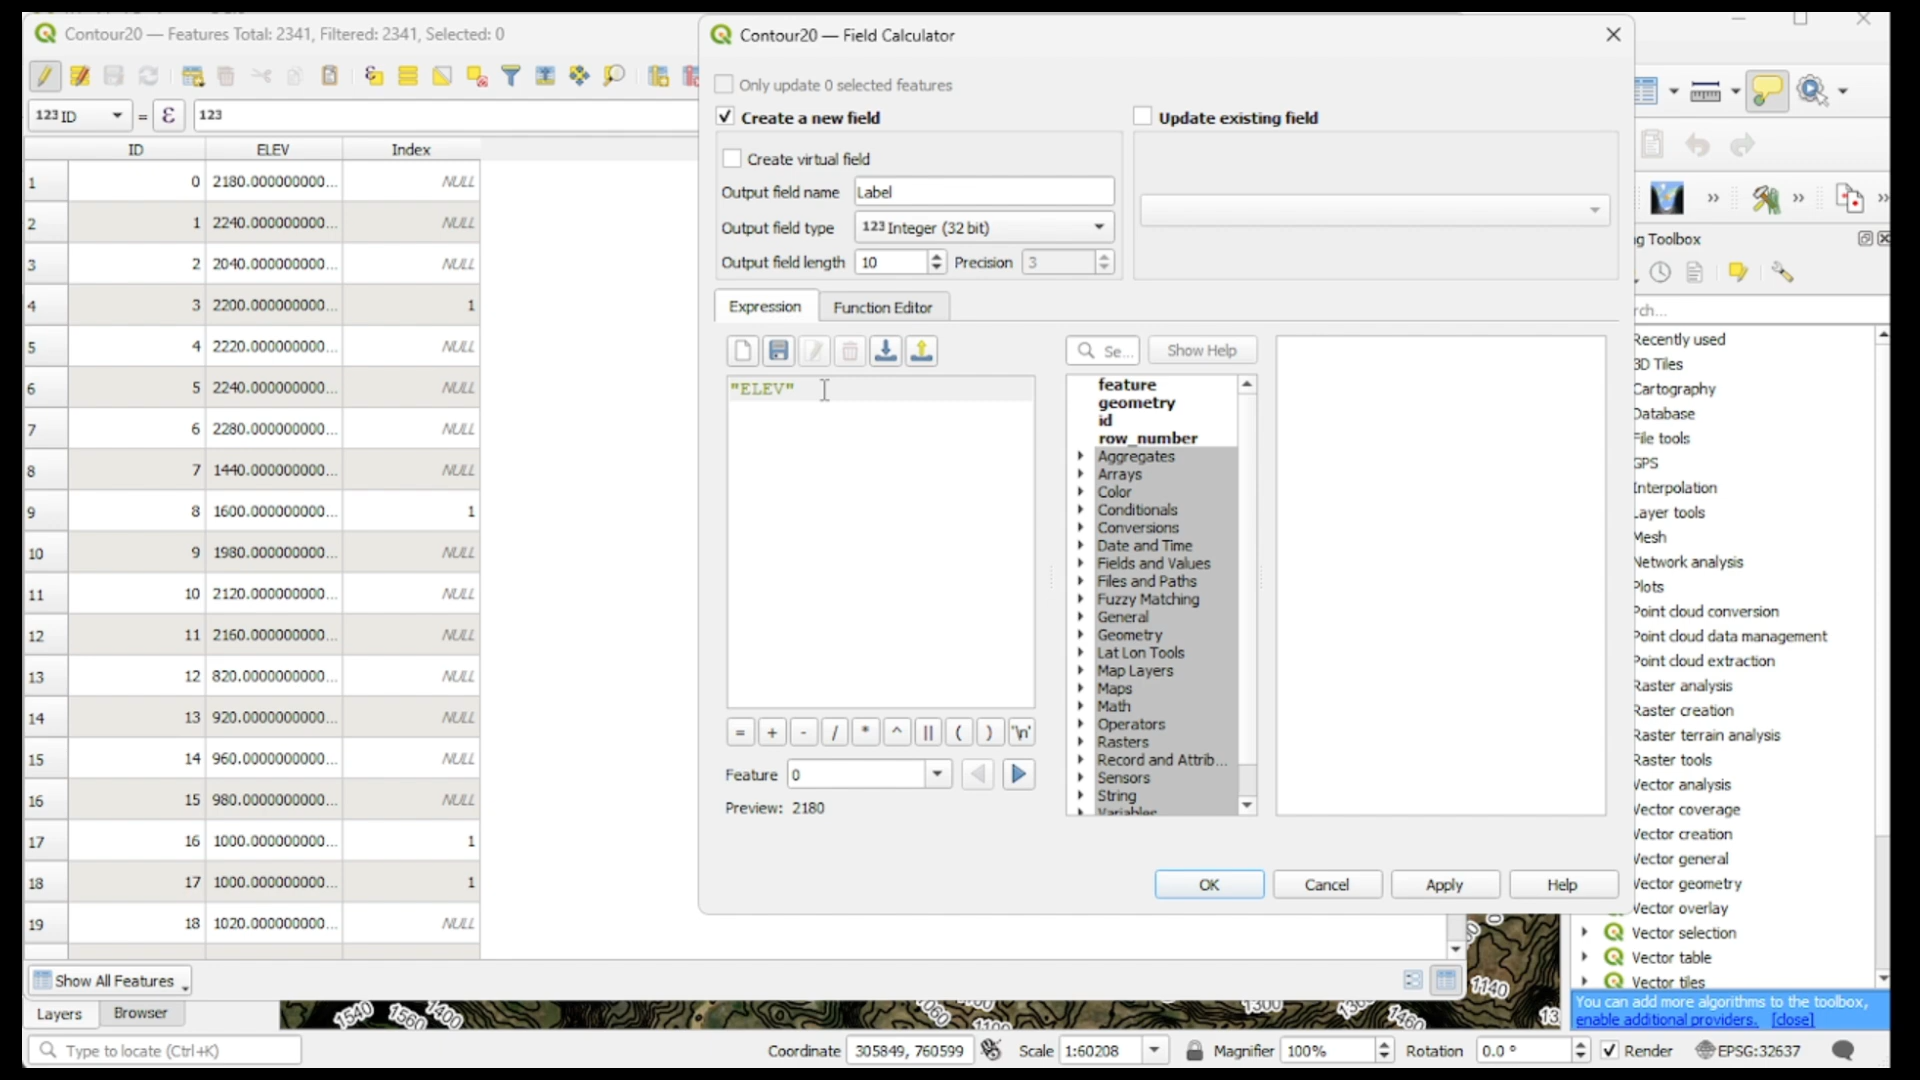 Contour20 — Features Total: 2341, Filtered: 2341, Selected: 0
123 ID = ε 123
ID ELEV Index
1 0 2180.000000000... NULL
2 1 2240.000000000... NULL
3 2 2040.000000000... NULL
4 3 2200.000000000... 1
5 4 2220.000000000... NULL
6 5 2240.000000000... NULL
7 6 2280.000000000... NULL
8 7 1440.000000000... NULL
9 8 1600.000000000... 1
10 9 1980.000000000... NULL
11 10 2120.000000000... NULL
12 11 2160.000000000... NULL
13 12 820.0000000000... NULL
14 13 920.0000000000... NULL
15 14 960.0000000000... NULL
16 15 980.0000000000... NULL
17 16 1000.000000000... 1
18 17 1000.000000000... 1
19 18 1020.000000000... NULL
Show All Features
Layers Browser
Contour20 — Field Calculator
Only update 0 selected features
Create a new field
Update existing field
Create virtual field
Output field name Label
Output field type 123 Integer (32 bit)
Output field length 10 Precision 3
Expression Function Editor
"ELEV"
= + - / * ^ || ( ) '\n'
Feature 0
Preview: 2180
Se... Show Help
feature
geometry
id
row_number
Aggregates
Arrays
Color
Conditionals
Conversions
Date and Time
Fields and Values
Files and Paths
Fuzzy Matching
General
Geometry
Lat Lon Tools
Map Layers
Maps
Math
Operators
Rasters
Record and Attrib...
Sensors
String
Variables
OK Cancel Apply Help
g Toolbox
rch...
Recently used
3D Tiles
Cartography
Database
File tools
GPS
Interpolation
Layer tools
Mesh
Network analysis
Plots
Point cloud conversion
Point cloud data management
Point cloud extraction
Raster analysis
Raster creation
Raster terrain analysis
Raster tools
Vector analysis
Vector coverage
Vector creation
Vector general
Vector geometry
Vector overlay
Vector selection
Vector table
Vector tiles
You can add more algorithms to the toolbox,
enable additional providers. [close]
1540 1560 1400 1300 1460 1140
Type to locate (Ctrl+K) Coordinate 305849, 760599 Scale 1:60208 Magnifier 100% Rotation 0.0 ° Render EPSG:32637